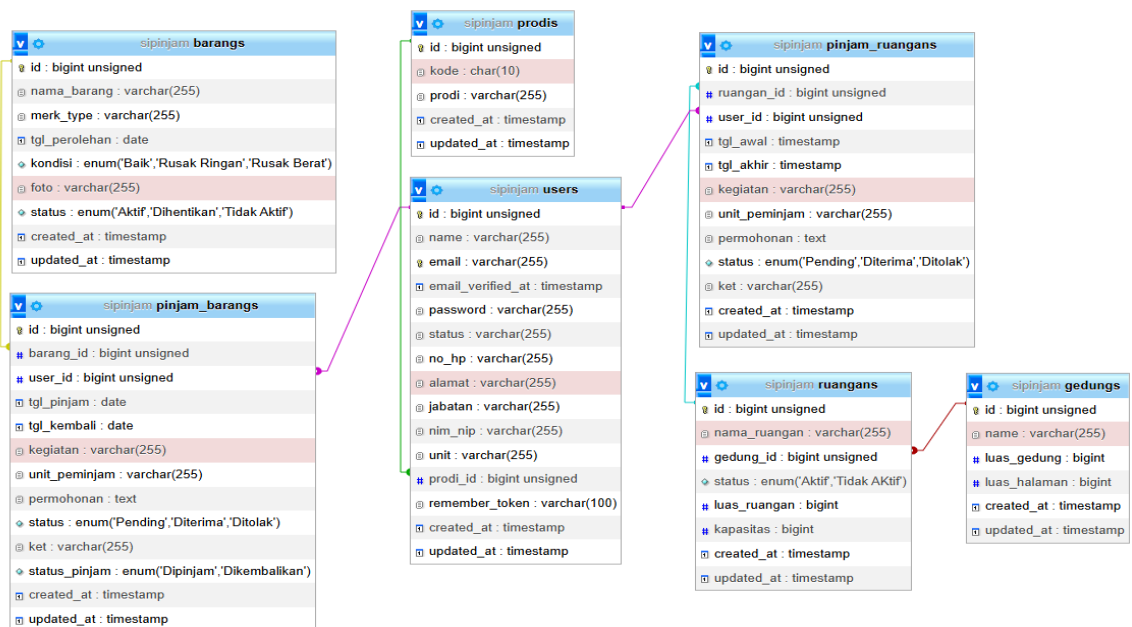 sipinjam barangs
id : bigint unsigned
nama_barang : varchar(255)
merk_type : varchar(255)
tgl_perolehan : date
kondisi : enum('Baik','Rusak Ringan','Rusak Berat')
foto : varchar(255)
status : enum('Aktif','Dihentikan','Tidak Aktif')
created_at : timestamp
updated_at : timestamp
sipinjam pinjam_barangs
id : bigint unsigned
barang_id : bigint unsigned
user_id : bigint unsigned
tgl_pinjam : date
tgl_kembali : date
kegiatan : varchar(255)
unit_peminjam : varchar(255)
permohonan : text
status : enum('Pending','Diterima','Ditolak')
ket : varchar(255)
status_pinjam : enum('Dipinjam','Dikembalikan')
created_at : timestamp
updated_at : timestamp
sipinjam prodis
id : bigint unsigned
kode : char(10)
prodi : varchar(255)
created_at : timestamp
updated_at : timestamp
sipinjam users
id : bigint unsigned
name : varchar(255)
email : varchar(255)
email_verified_at : timestamp
password : varchar(255)
status : varchar(255)
no_hp : varchar(255)
alamat : varchar(255)
jabatan : varchar(255)
nim_nip : varchar(255)
unit : varchar(255)
prodi_id : bigint unsigned
remember_token : varchar(100)
created_at : timestamp
updated_at : timestamp
sipinjam pinjam_ruangans
id : bigint unsigned
ruangan_id : bigint unsigned
user_id : bigint unsigned
tgl_awal : timestamp
tgl_akhir : timestamp
kegiatan : varchar(255)
unit_peminjam : varchar(255)
permohonan : text
status : enum('Pending','Diterima','Ditolak')
ket : varchar(255)
created_at : timestamp
updated_at : timestamp
sipinjam ruangans
id : bigint unsigned
nama_ruangan : varchar(255)
gedung_id : bigint unsigned
status : enum('Aktif','Tidak AKtif')
luas_ruangan : bigint
kapasitas : bigint
created_at : timestamp
updated_at : timestamp
sipinjam gedungs
id : bigint unsigned
name : varchar(255)
luas_gedung : bigint
luas_halaman : bigint
created_at : timestamp
updated_at : timestamp